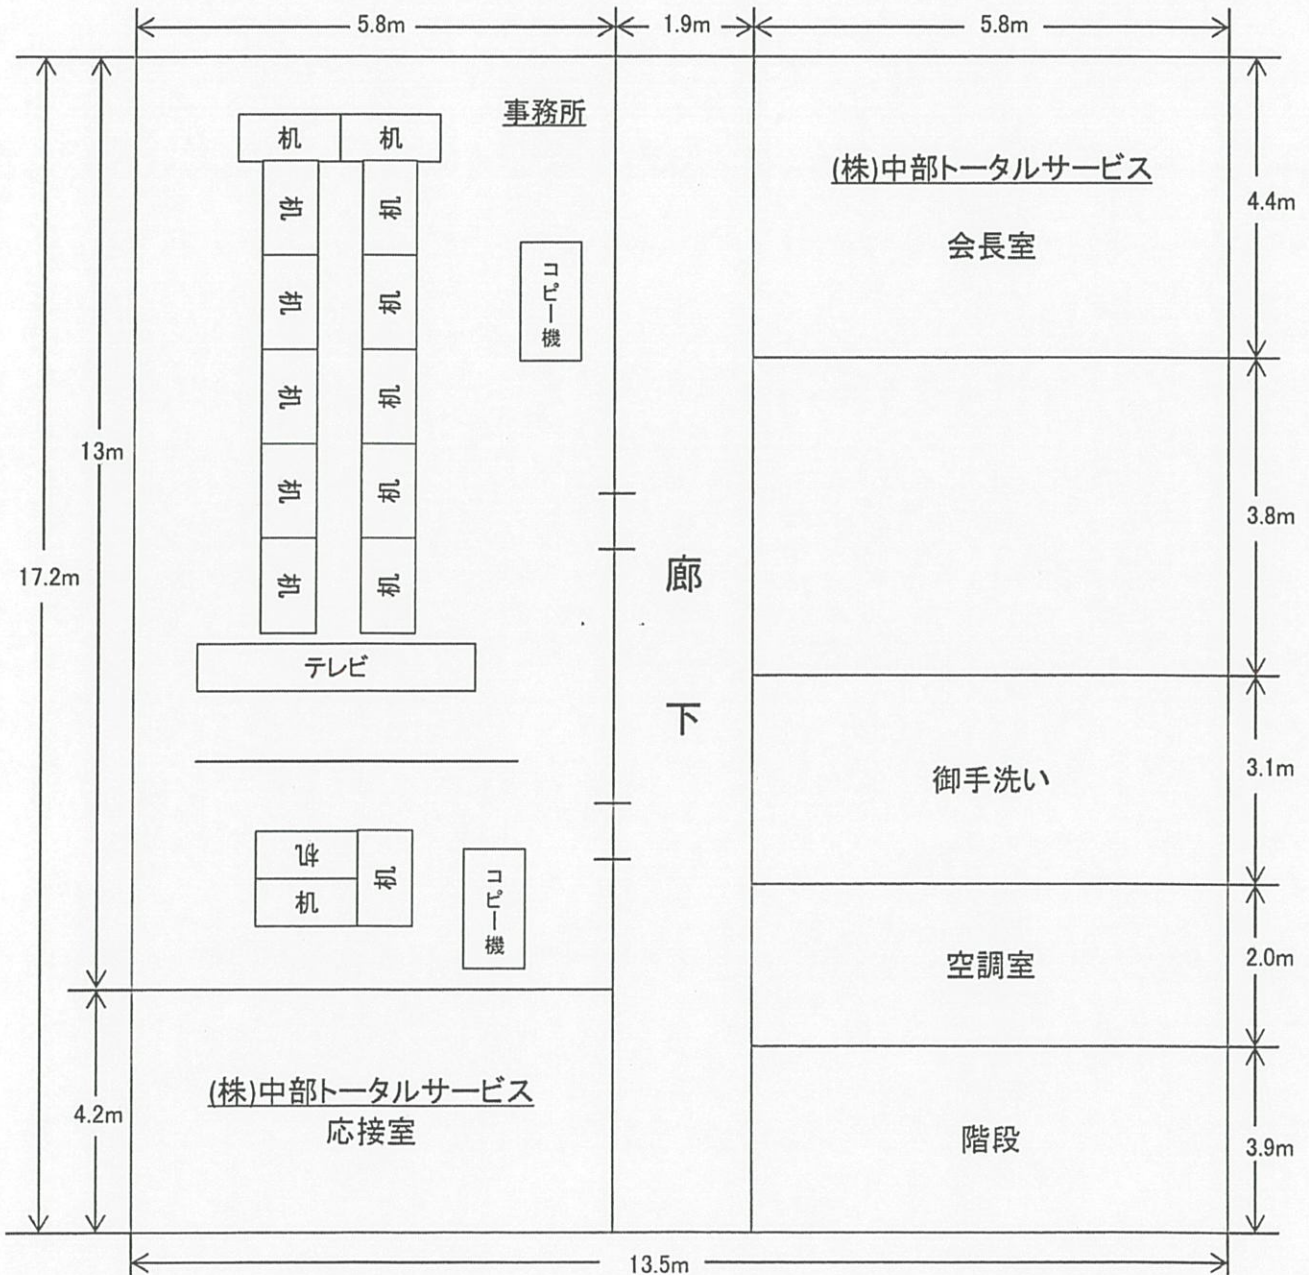 5.8m
1.9m
5.8m
事務所
机
机
机
机
机
机
机
机
机
机
机
机
コピー機
テレビ
机
机
机
コピー機
13m
17.2m
4.2m
(株)中部トータルサービス
応接室
廊
下
(株)中部トータルサービス
会長室
4.4m
3.8m
御手洗い
3.1m
空調室
2.0m
階段
3.9m
13.5m